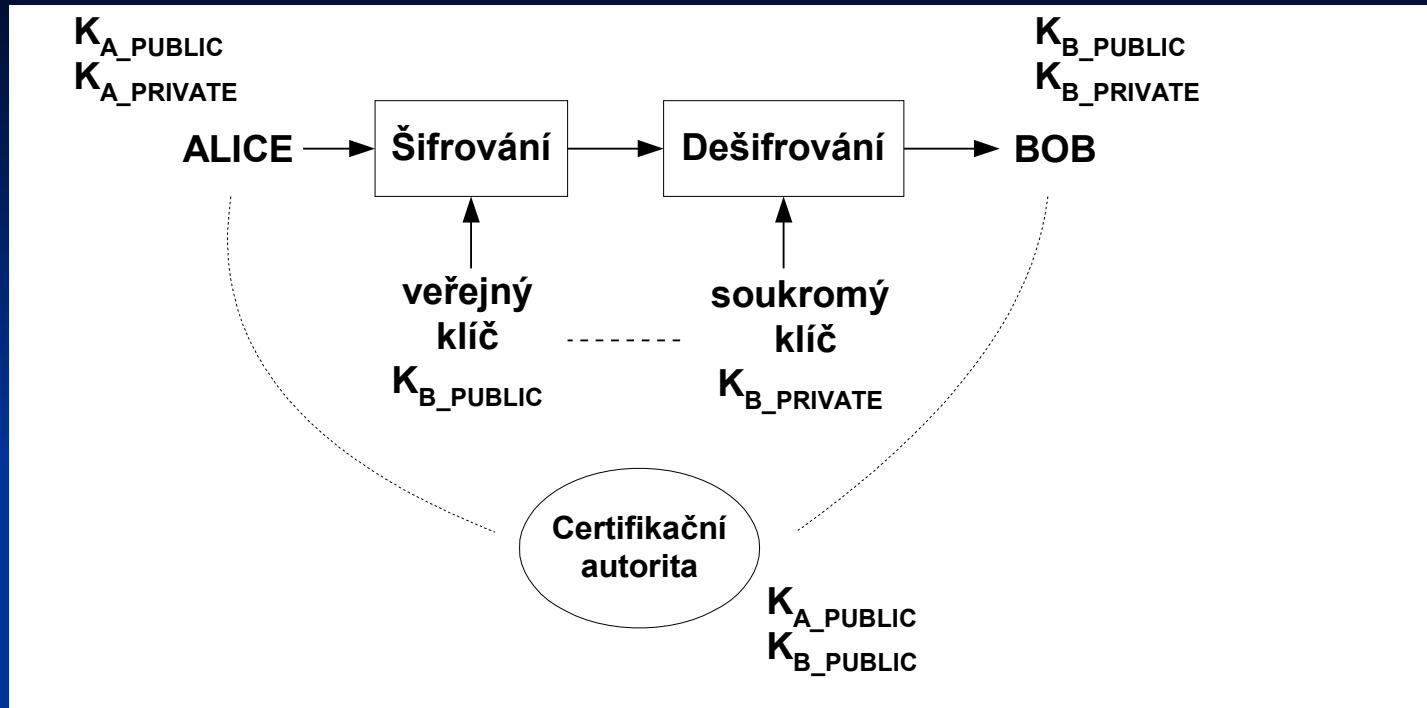 K_A_PUBLIC
K_A_PRIVATE
K_B_PUBLIC
K_B_PRIVATE
ALICE
Šifrování
Dešifrování
BOB
veřejný
klíč
K_B_PUBLIC
soukromý
klíč
K_B_PRIVATE
Certifikační
autorita
K_A_PUBLIC
K_B_PUBLIC